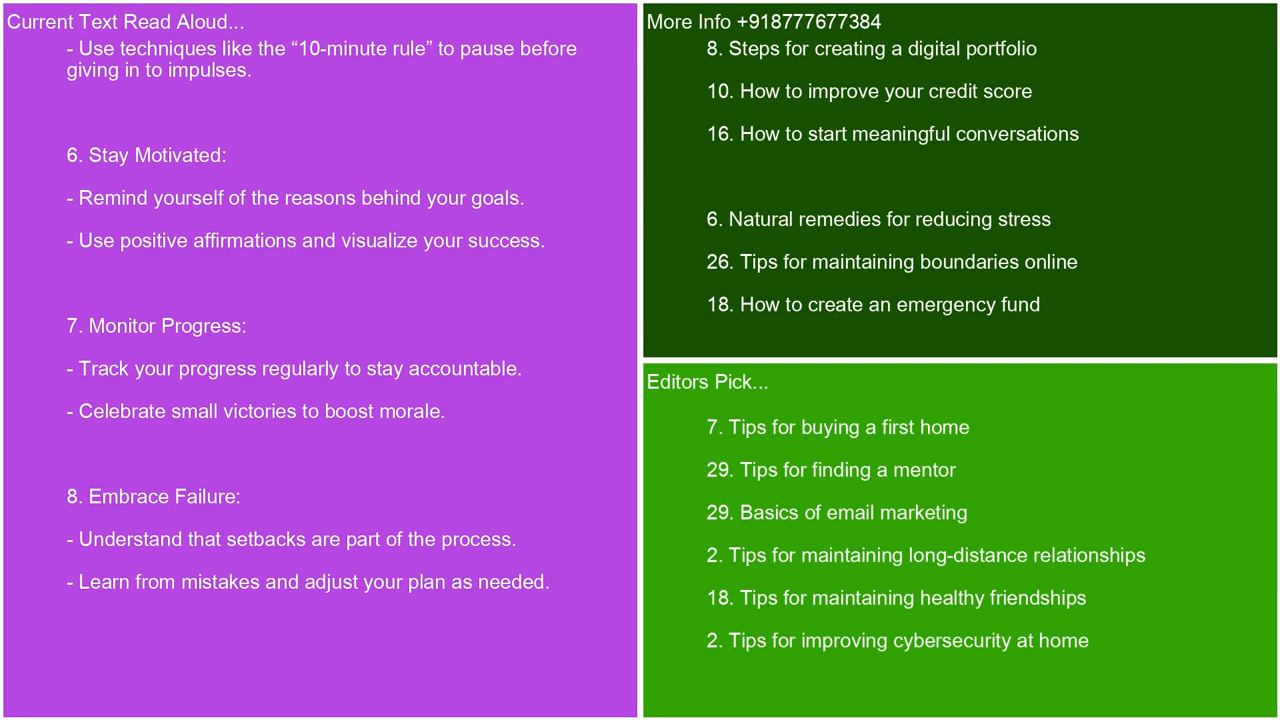 Current Text Read Aloud...
- Use techniques like the “10-minute rule” to pause before
giving in to impulses.
6. Stay Motivated:
- Remind yourself of the reasons behind your goals.
- Use positive affirmations and visualize your success.
7. Monitor Progress:
- Track your progress regularly to stay accountable.
- Celebrate small victories to boost morale.
8. Embrace Failure:
- Understand that setbacks are part of the process.
- Learn from mistakes and adjust your plan as needed.
More Info +918777677384
8. Steps for creating a digital portfolio
10. How to improve your credit score
16. How to start meaningful conversations
6. Natural remedies for reducing stress
26. Tips for maintaining boundaries online
18. How to create an emergency fund
Editors Pick...
7. Tips for buying a first home
29. Tips for finding a mentor
29. Basics of email marketing
2. Tips for maintaining long-distance relationships
18. Tips for maintaining healthy friendships
2. Tips for improving cybersecurity at home